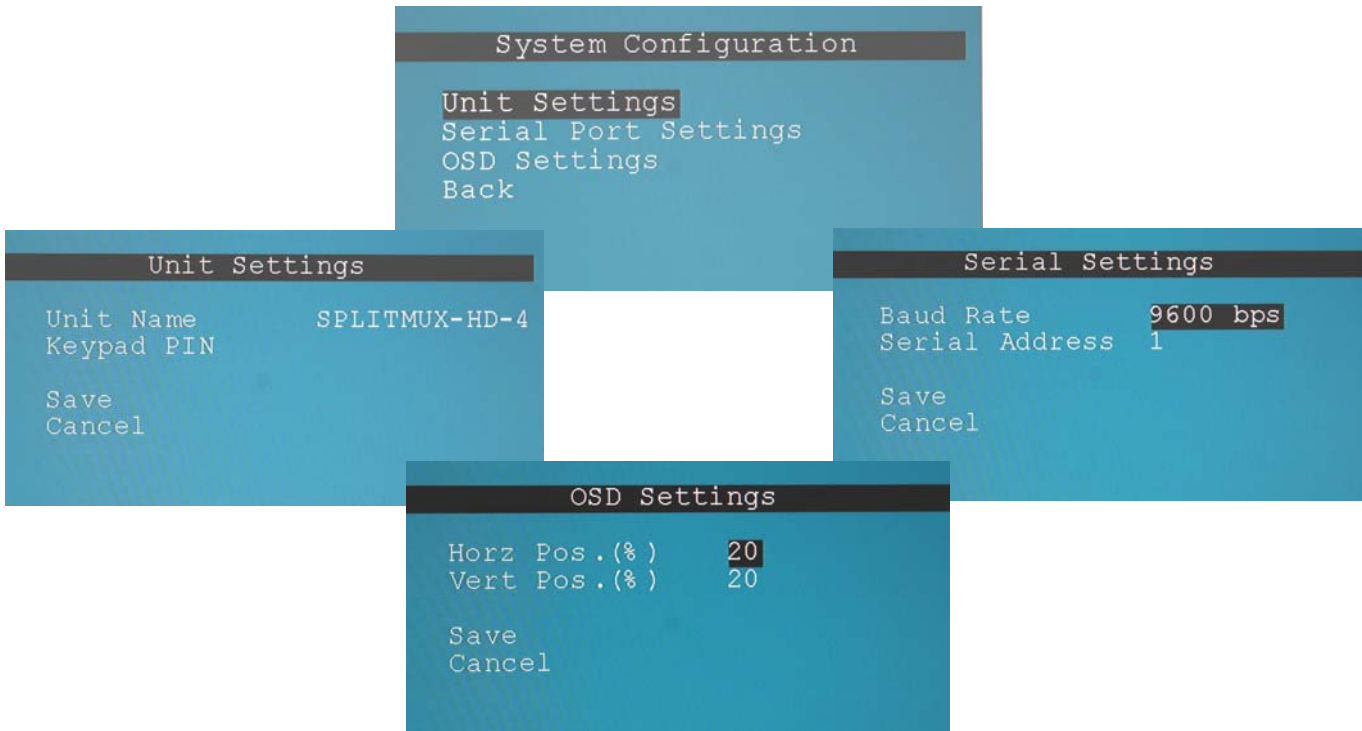 System Configuration
Unit Settings
Serial Port Settings
OSD Settings
Back
Unit Settings
Unit Name SPLITMUX-HD-4
Keypad PIN
Save
Cancel
Serial Settings
Baud Rate 9600 bps
Serial Address 1
Save
Cancel
OSD Settings
Horz Pos.(%) 20
Vert Pos.(%) 20
Save
Cancel